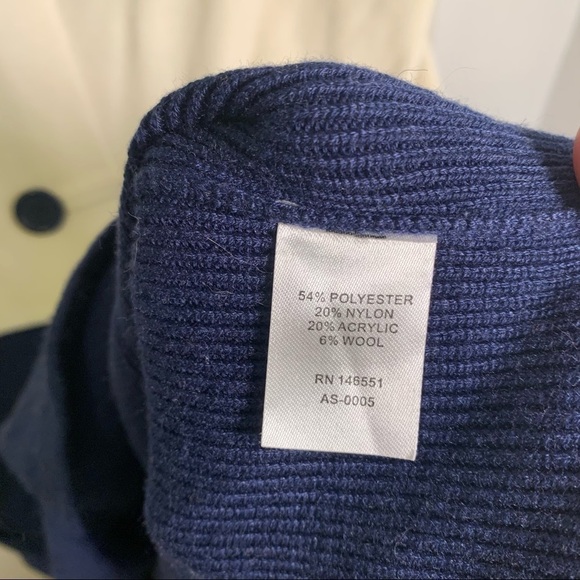 54% POLYESTER
20% NYLON
20% ACRYLIC
6% WOOL
RN 146551
AS-0005